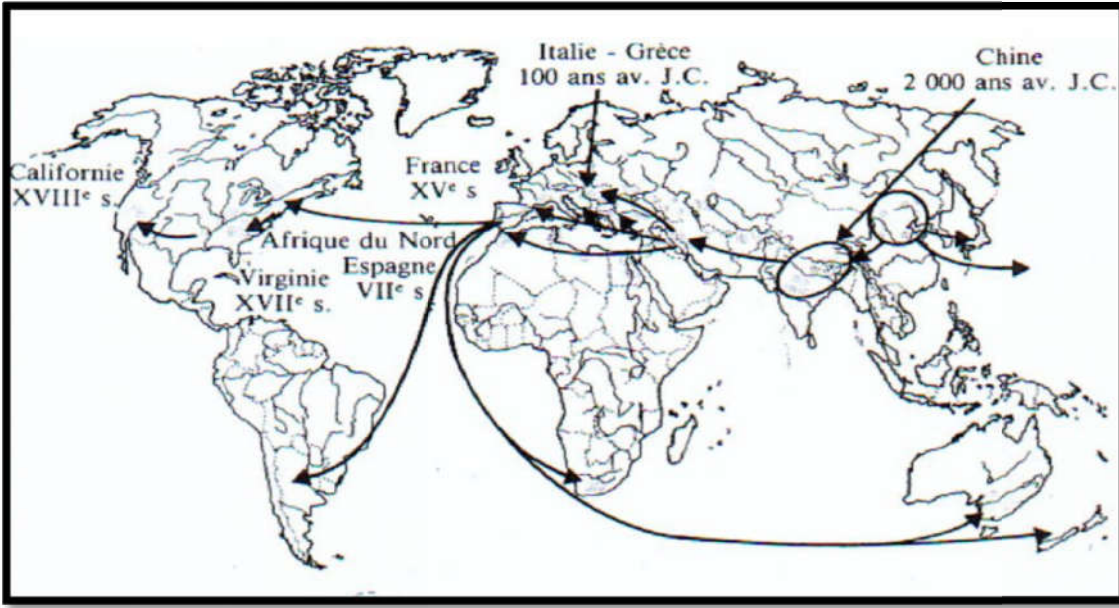 Italie - Grèce
100 ans av. J.C.
Chine
2 000 ans av. J.C.
Californie
XVIIIe s.
France
XVe s
Afrique du Nord
Espagne
VIIe s
Virginie
XVIIe s.